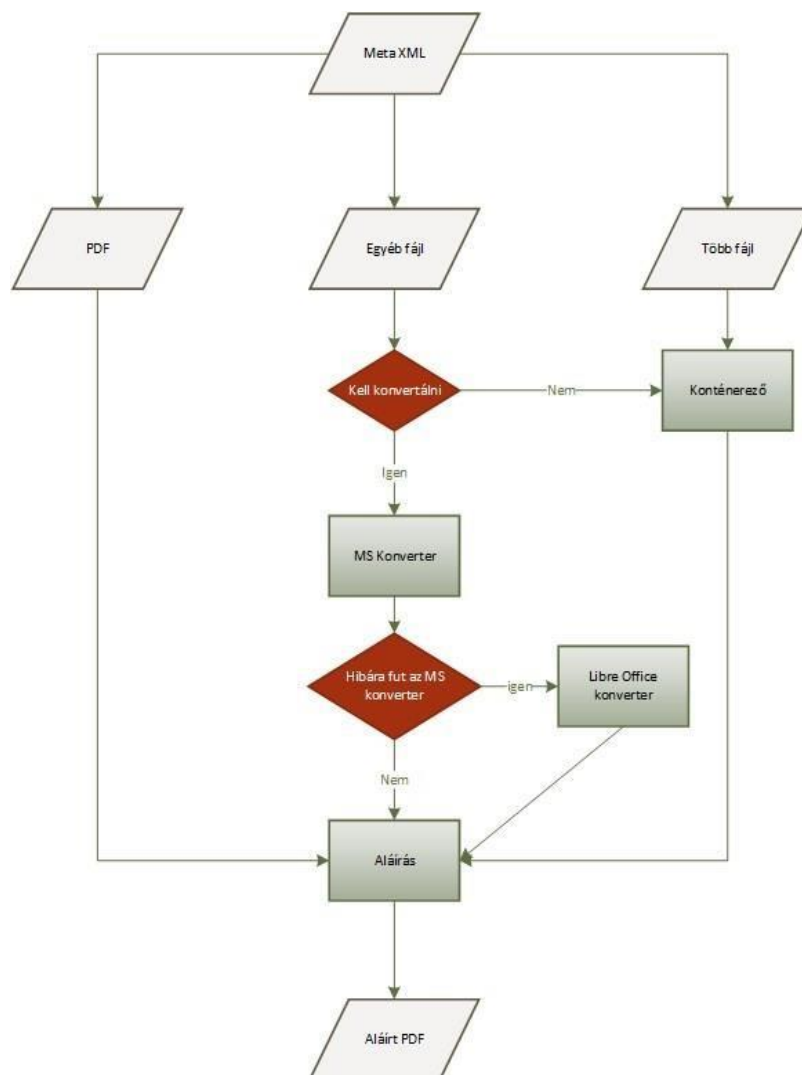 Meta XML
PDF
Egyéb fájl
Több fájl
Kell konvertálni
Nem
Konténerező
Igen
MS Konverter
Hibára fut az MS
konverter
igen
Libre Office
konverter
Nem
Aláírás
Aláírt PDF